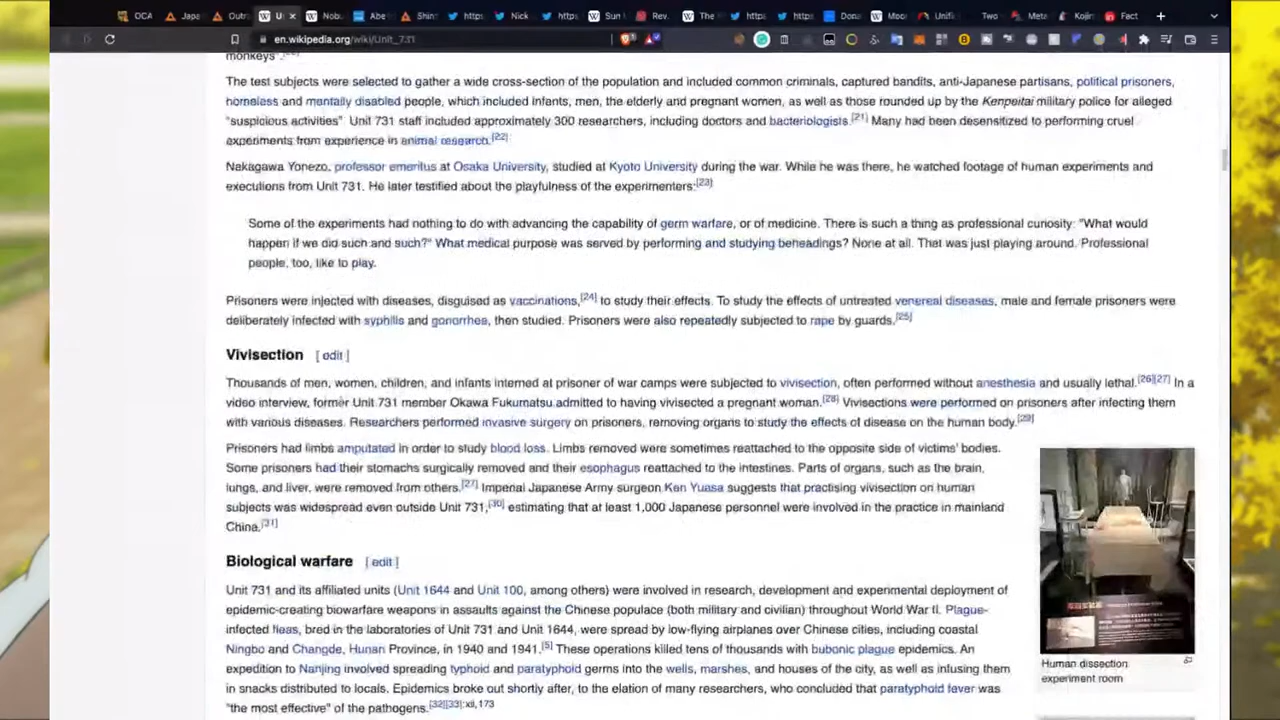 OCA
Japa
Outra
U
Nob
Abe
Shin
https
Nick
https
Sun
Rev.
The
https
https
Dona
Moo
Unifi
Two
Meta
Kojin
Fact
en.wikipedia.org/wiki/Unit_731
monkeys".
The test subjects were selected to gather a wide cross-section of the population and included common criminals, captured bandits, anti-Japanese partisans, political prisoners,
homeless and mentally disabled people, which included infants, men, the elderly and pregnant women, as well as those rounded up by the Kenpeitai military police for alleged
"suspicious activities". Unit 731 staff included approximately 300 researchers, including doctors and bacteriologists.[21] Many had been desensitized to performing cruel
experiments from experience in animal research.[22]
Nakagawa Yonezo, professor emeritus at Osaka University, studied at Kyoto University during the war. While he was there, he watched footage of human experiments and
executions from Unit 731. He later testified about the playfulness of the experimenters:[23]
Some of the experiments had nothing to do with advancing the capability of germ warfare, or of medicine. There is such a thing as professional curiosity: "What would
happen if we did such and such?" What medical purpose was served by performing and studying beheadings? None at all. That was just playing around. Professional
people, too, like to play.
Prisoners were injected with diseases, disguised as vaccinations,[24] to study their effects. To study the effects of untreated venereal diseases, male and female prisoners were
deliberately infected with syphilis and gonorrhea, then studied. Prisoners were also repeatedly subjected to rape by guards.[25]
Vivisection [ edit ]
Thousands of men, women, children, and infants interned at prisoner of war camps were subjected to vivisection, often performed without anesthesia and usually lethal.[26][27] In a
video interview, former Unit 731 member Okawa Fukumatsu admitted to having vivisected a pregnant woman.[28] Vivisections were performed on prisoners after infecting them
with various diseases. Researchers performed invasive surgery on prisoners, removing organs to study the effects of disease on the human body.[29]
Prisoners had limbs amputated in order to study blood loss. Limbs removed were sometimes reattached to the opposite side of victims' bodies.
Some prisoners had their stomachs surgically removed and their esophagus reattached to the intestines. Parts of organs, such as the brain,
lungs, and liver, were removed from others.[27] Imperial Japanese Army surgeon Ken Yuasa suggests that practising vivisection on human
subjects was widespread even outside Unit 731,[30] estimating that at least 1,000 Japanese personnel were involved in the practice in mainland
China.[31]
Biological warfare [ edit ]
Unit 731 and its affiliated units (Unit 1644 and Unit 100, among others) were involved in research, development and experimental deployment of
epidemic-creating biowarfare weapons in assaults against the Chinese populace (both military and civilian) throughout World War II. Plague-
infected fleas, bred in the laboratories of Unit 731 and Unit 1644, were spread by low-flying airplanes over Chinese cities, including coastal
Ningbo and Changde, Hunan Province, in 1940 and 1941.[5] These operations killed tens of thousands with bubonic plague epidemics. An
expedition to Nanjing involved spreading typhoid and paratyphoid germs into the wells, marshes, and houses of the city, as well as infusing them
in snacks distributed to locals. Epidemics broke out shortly after, to the elation of many researchers, who concluded that paratyphoid fever was
"the most effective" of the pathogens.[32][33]:xii,173
Human dissection
experiment room